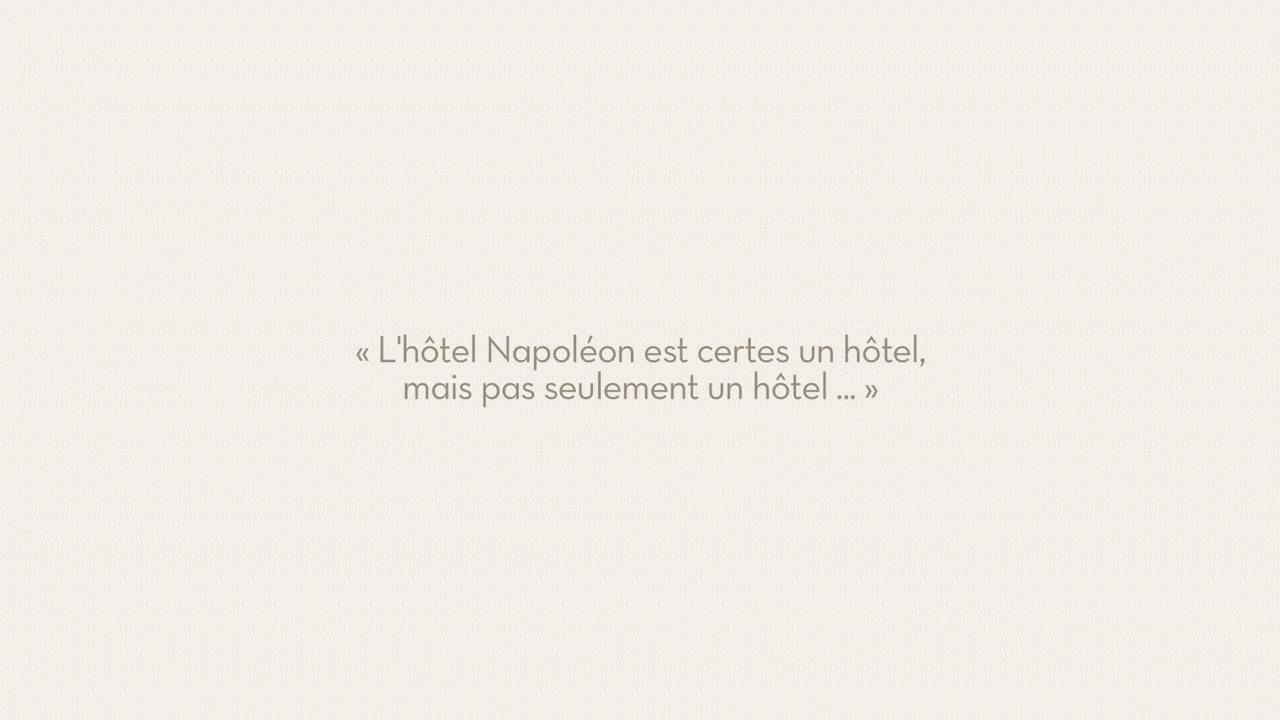 « L'hôtel Napoléon est certes un hôtel,
mais pas seulement un hôtel ... »